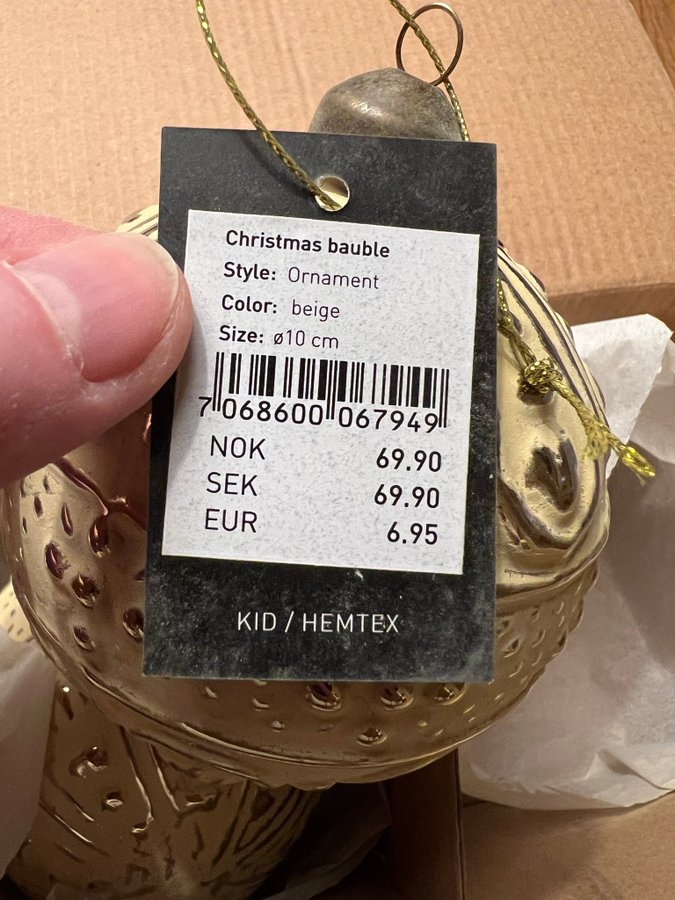 Christmas bauble
Style: Ornament
Color: beige
Size: ø10 cm
7 068600 067949
NOK 69.90
SEK 69.90
EUR 6.95
KID / HEMTEX